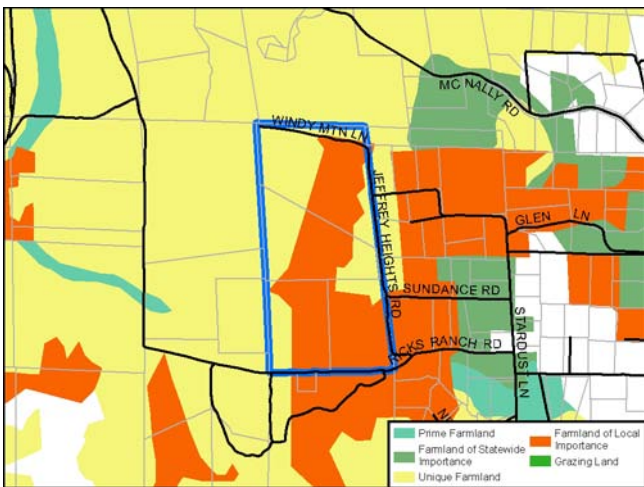 MC NALLY RD
WINDY MTN LN
JEFFREY HEIGHTS RD
GLEN LN
SUNDANCE RD
STARDUST LN
RICKS RANCH RD
Prime Farmland
Farmland of Statewide
Importance
Unique Farmland
Farmland of Local
Importance
Grazing Land